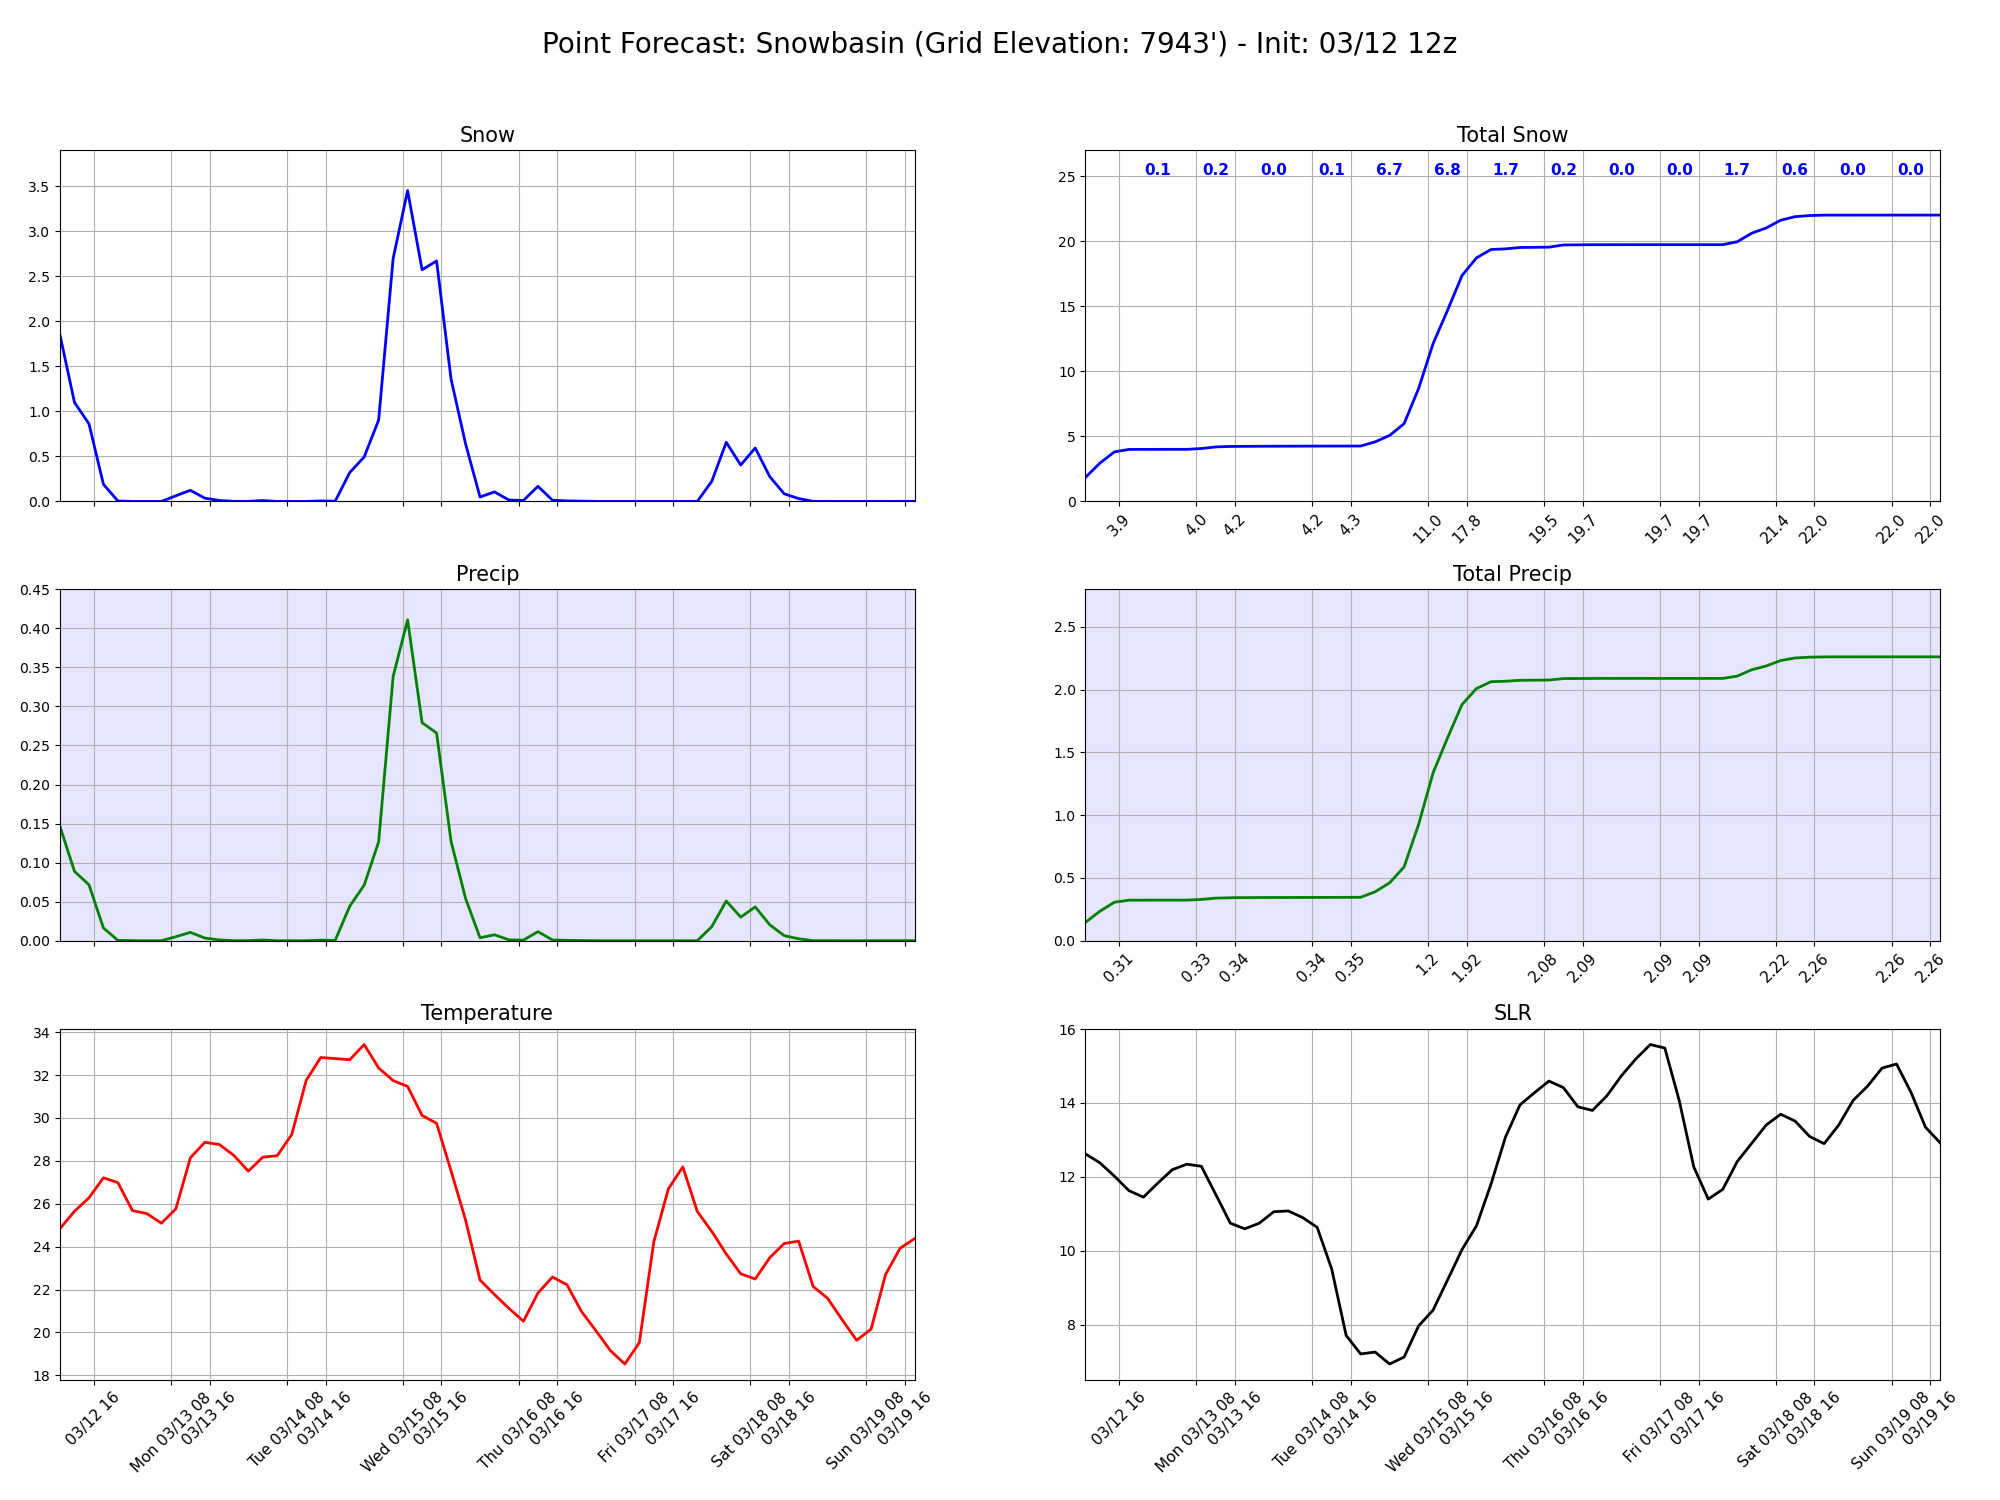 Point Forecast: Snowbasin (Grid Elevation: 7943') - Init: 03/12 12z
Snow
3.5
3.0
2.5
2.0
1.5
1.0
0.5
0.0
Total Snow
0.1 0.2 0.0 0.1 6.7 6.8 1.7 0.2 0.0 0.0 1.7 0.6 0.0 0.0
25
20
15
10
5
0
3.9 4.0 4.2 4.2 4.3 11.0 17.8 19.5 19.7 19.7 19.7 21.4 22.0 22.0 22.0
Precip
0.45
0.40
0.35
0.30
0.25
0.20
0.15
0.10
0.05
0.00
Total Precip
2.5
2.0
1.5
1.0
0.5
0.0
0.31 0.33 0.34 0.34 0.35 1.2 1.92 2.08 2.09 2.09 2.09 2.22 2.26 2.26 2.26
Temperature
34
32
30
28
26
24
22
20
18
03/12 16
Mon 03/13 08
03/13 16
Tue 03/14 08
03/14 16
Wed 03/15 08
03/15 16
Thu 03/16 08
03/16 16
Fri 03/17 08
03/17 16
Sat 03/18 08
03/18 16
Sun 03/19 08
03/19 16
SLR
16
14
12
10
8
03/12 16
Mon 03/13 08
03/13 16
Tue 03/14 08
03/14 16
Wed 03/15 08
03/15 16
Thu 03/16 08
03/16 16
Fri 03/17 08
03/17 16
Sat 03/18 08
03/18 16
Sun 03/19 08
03/19 16